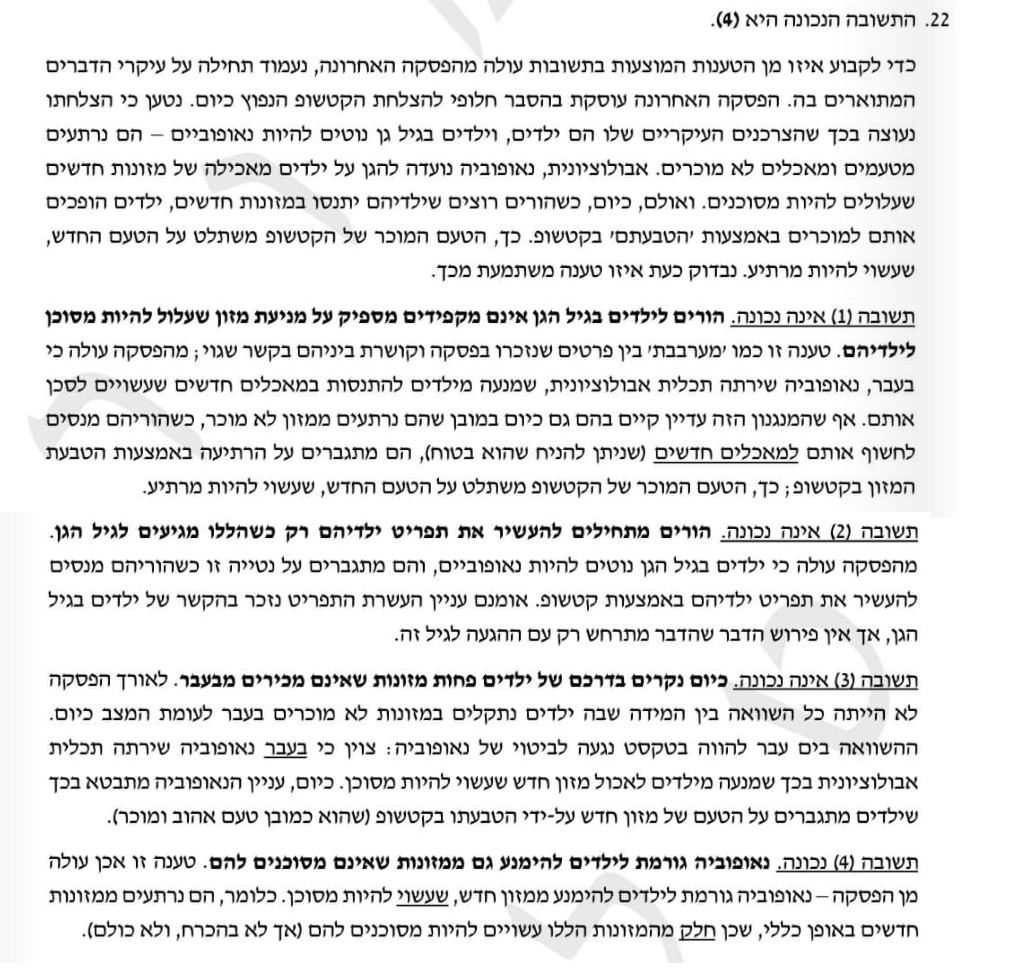 22. התשובה הנכונה היא (4).
כדי לקבוע איזו מן הטענות המוצעות בתשובות עולה מהפסקה האחרונה, נעמוד תחילה על עיקרי הדברים
המתוארים בה. הפסקה האחרונה עוסקת בהסבר חלופי להצלחת הקטשופ הנפוץ כיום. נטען כי הצלחתו
נעוצה בכך שהצרכנים העיקריים שלו הם ילדים, וילדים בגיל גן נוטים להיות נאופוביים – הם נרתעים
מטעמים ומאכלים לא מוכרים. אבולוציונית, נאופוביה נועדה להגן על ילדים מאכילה של מזונות חדשים
שעלולים להיות מסוכנים. ואולם, כיום, כשהורים רוצים שילדיהם יתנסו במזונות חדשים, ילדים הופכים
אותם למוכרים באמצעות 'הטבעתם' בקטשופ. כך, הטעם המוכר של הקטשופ משתלט על הטעם החדש,
שעשוי להיות מרתיע. נבדוק כעת איזו טענה משתמעת מכך.
תשובה (1) אינה נכונה. הורים לילדים בגיל הגן אינם מקפידים מספיק על מניעת מזון שעלול להיות מסוכן
לילדיהם. טענה זו כמו 'מערבבת' בין פרטים שנזכרו בפסקה וקושרת ביניהם בקשר שגוי; מהפסקה עולה כי
בעבר, נאופוביה שירתה תכלית אבולוציונית, שמנעה מילדים להתנסות במאכלים חדשים שעשויים לסכן
אותם. אף שהמנגנון הזה עדיין קיים בהם גם כיום במובן שהם נרתעים ממזון לא מוכר, כשהוריהם מנסים
לחשוף אותם למאכלים חדשים (שניתן להניח שהוא בטוח), הם מתגברים על הרתיעה באמצעות הטבעת
המזון בקטשופ; כך, הטעם המוכר של הקטשופ משתלט על הטעם החדש, שעשוי להיות מרתיע.
תשובה (2) אינה נכונה. הורים מתחילים להעשיר את תפריט ילדיהם רק כשהללו מגיעים לגיל הגן.
מהפסקה עולה כי ילדים בגיל הגן נוטים להיות נאופוביים, והם מתגברים על נטייה זו כשהוריהם מנסים
להעשיר את תפריט ילדיהם באמצעות קטשופ. אומנם עניין העשרת התפריט נזכר בהקשר של ילדים בגיל
הגן, אך אין פירוש הדבר שהדבר מתרחש רק עם ההגעה לגיל זה.
תשובה (3) אינה נכונה. כיום נקרים בדרכם של ילדים פחות מזונות שאינם מכירים מבעבר. לאורך הפסקה
לא הייתה כל השוואה בין המידה שבה ילדים נתקלים במזונות לא מוכרים בעבר לעומת המצב כיום.
ההשוואה בים עבר להווה בטקסט נגעה לביטוי של נאופוביה: צוין כי בעבר נאופוביה שירתה תכלית
אבולוציונית בכך שמנעה מילדים לאכול מזון חדש שעשוי להיות מסוכן. כיום, עניין הנאופוביה מתבטא בכך
שילדים מתגברים על הטעם של מזון חדש על-ידי הטבעתו בקטשופ (שהוא כמובן טעם אהוב ומוכר).
תשובה (4) נכונה. נאופוביה גורמת לילדים להימנע גם ממזונות שאינם מסוכנים להם. טענה זו אכן עולה
מן הפסקה – נאופוביה גורמת לילדים להימנע ממזון חדש, שעשוי להיות מסוכן. כלומר, הם נרתעים ממזונות
חדשים באופן כללי, שכן חלק מהמזונות הללו עשויים להיות מסוכנים להם (אך לא בהכרח, ולא כולם).